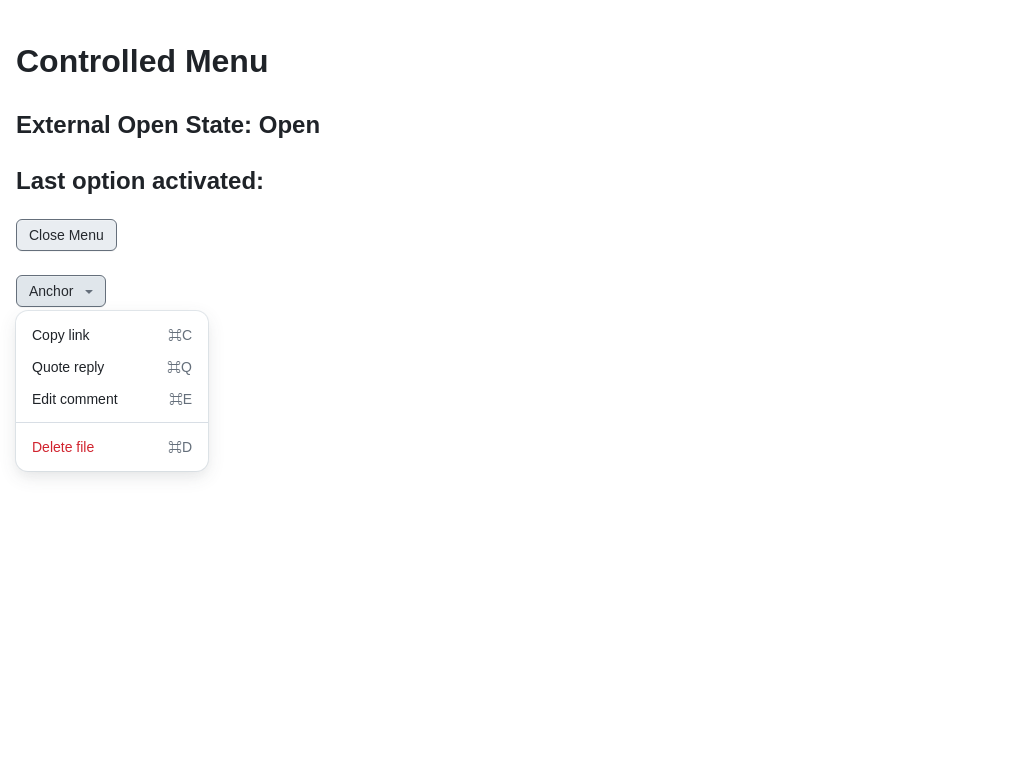 Controlled Menu
External Open State: Open
Last option activated:
Close Menu
Anchor
Copy link ⌘C
Quote reply ⌘Q
Edit comment ⌘E
Delete file ⌘D